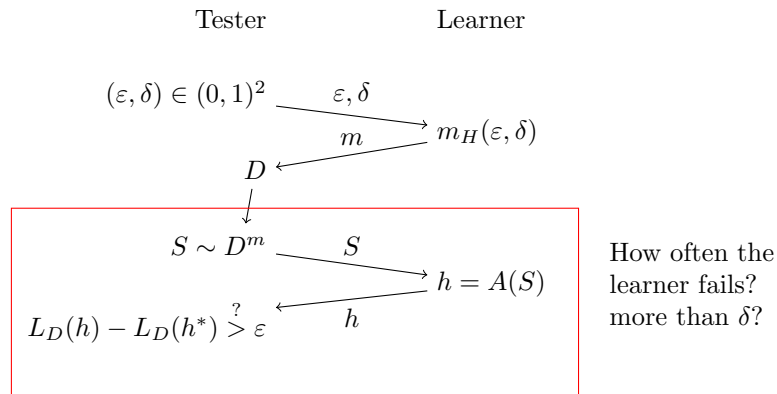 Tester Learner
(ε, δ) ∈ (0, 1)²
ε, δ
m_H(ε, δ)
m
D
S ∼ D^m
S
h = A(S)
h
L_D(h) − L_D(h*) >^? ε
How often the
learner fails?
more than δ?